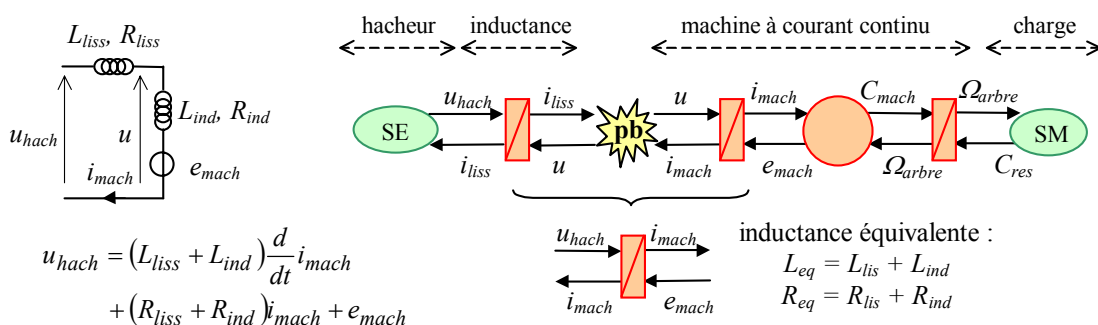 hacheur inductance machine à courant continu charge
L_liss, R_liss
u_hach
u
L_ind, R_ind
i_mach
e_mach
SE
u_hach i_liss
i_liss u
pb
u i_mach
i_mach e_mach
C_mach Ω_arbre
Ω_arbre C_res
SM
u_hach = (L_liss + L_ind) d/dt i_mach
+ (R_liss + R_ind) i_mach + e_mach
u_hach i_mach
i_mach e_mach
inductance équivalente :
L_eq = L_lis + L_ind
R_eq = R_lis + R_ind